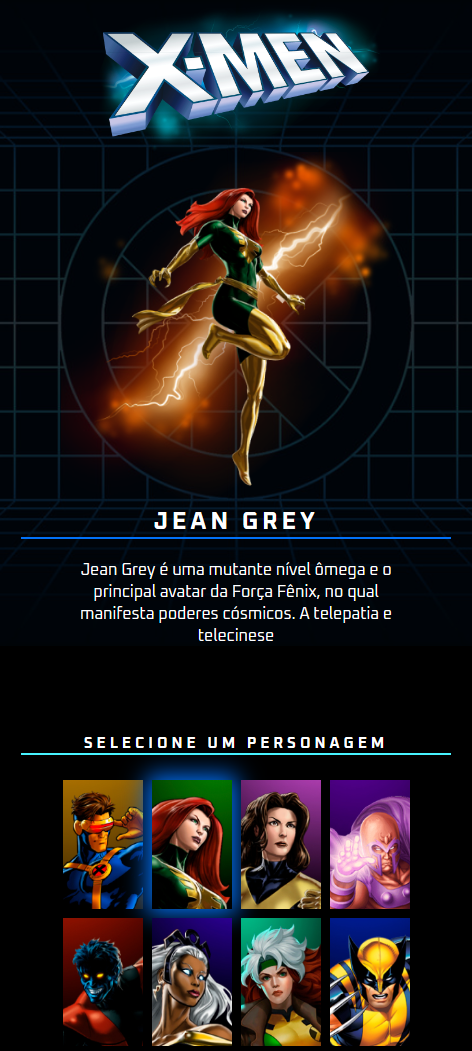 X-MEN
JEAN GREY
Jean Grey é uma mutante nível ômega e o
principal avatar da Força Fênix, no qual
manifesta poderes cósmicos. A telepatia e
telecinese
SELECIONE UM PERSONAGEM